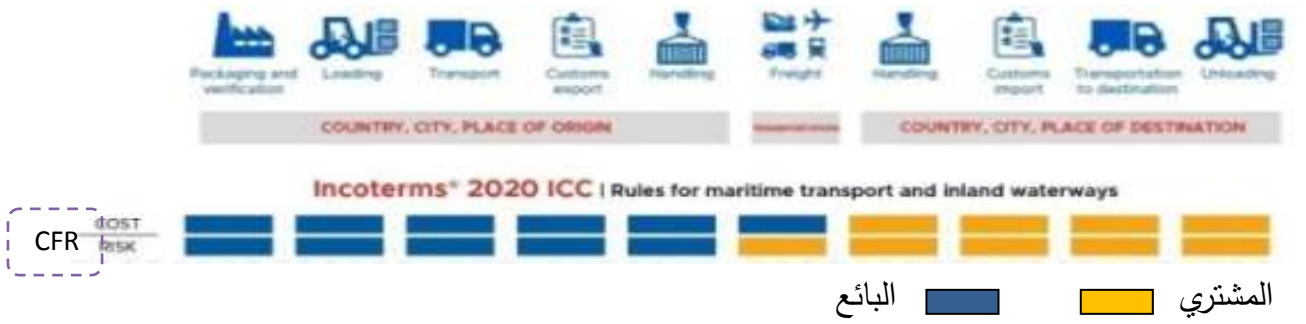 Packaging and verification
Loading
Transport
Customs export
Handling
Freight
Handling
Customs import
Transportation to destination
Unloading
COUNTRY, CITY, PLACE OF ORIGIN
COUNTRY, CITY, PLACE OF DESTINATION
Incoterms® 2020 ICC | Rules for maritime transport and inland waterways
CFR
COST
RISK
المشتري
البائع